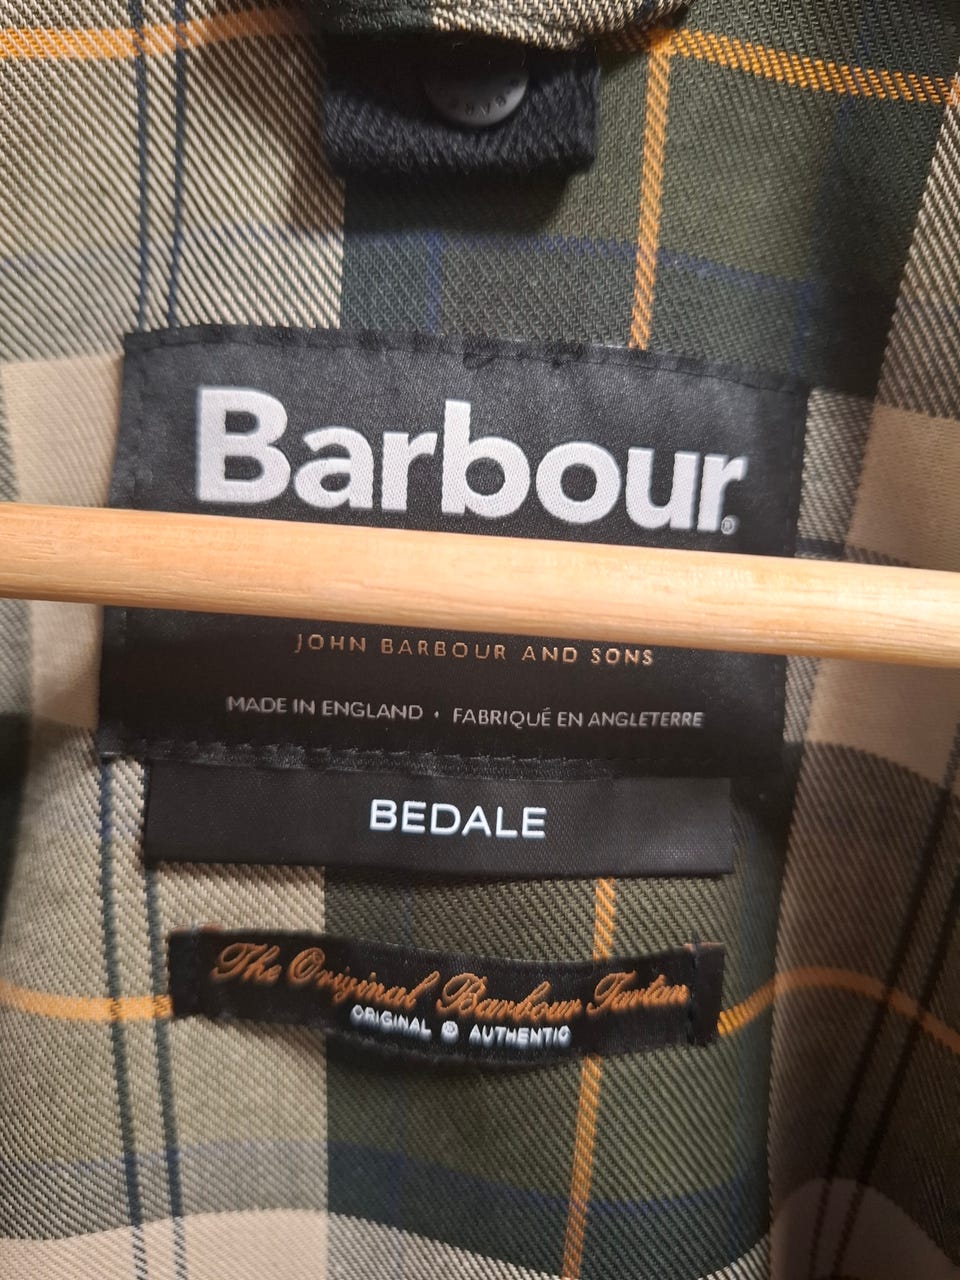 Barbour®
JOHN BARBOUR AND SONS
MADE IN ENGLAND • FABRIQUÉ EN ANGLETERRE
BEDALE
The Original Barbour Tartan
ORIGINAL & AUTHENTIC